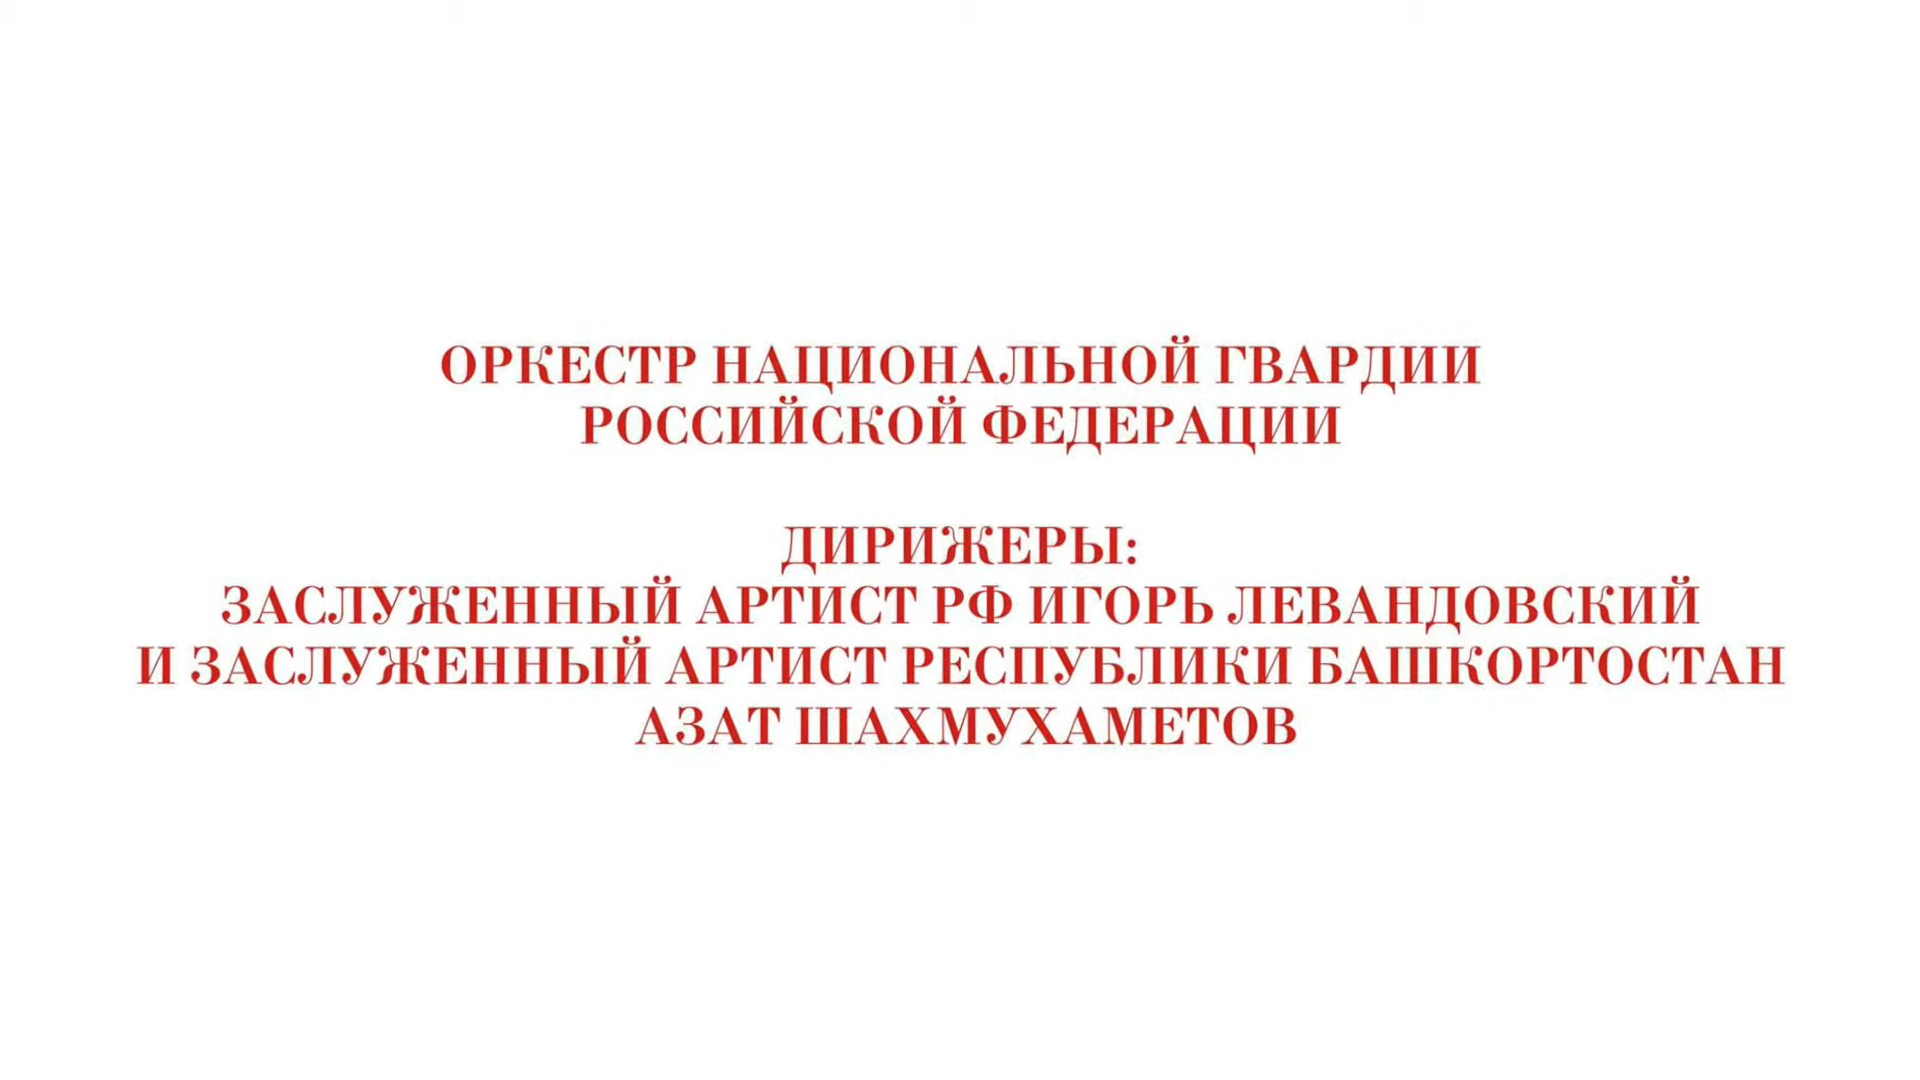 ОРКЕСТР НАЦИОНАЛЬНОЙ ГВАРДИИ
РОССИЙСКОЙ ФЕДЕРАЦИИ
ДИРИЖЕРЫ:
ЗАСЛУЖЕННЫЙ АРТИСТ РФ ИГОРЬ ЛЕВАНДОВСКИЙ
И ЗАСЛУЖЕННЫЙ АРТИСТ РЕСПУБЛИКИ БАШКОРТОСТАН
АЗАТ ШАХМУХАМЕТОВ